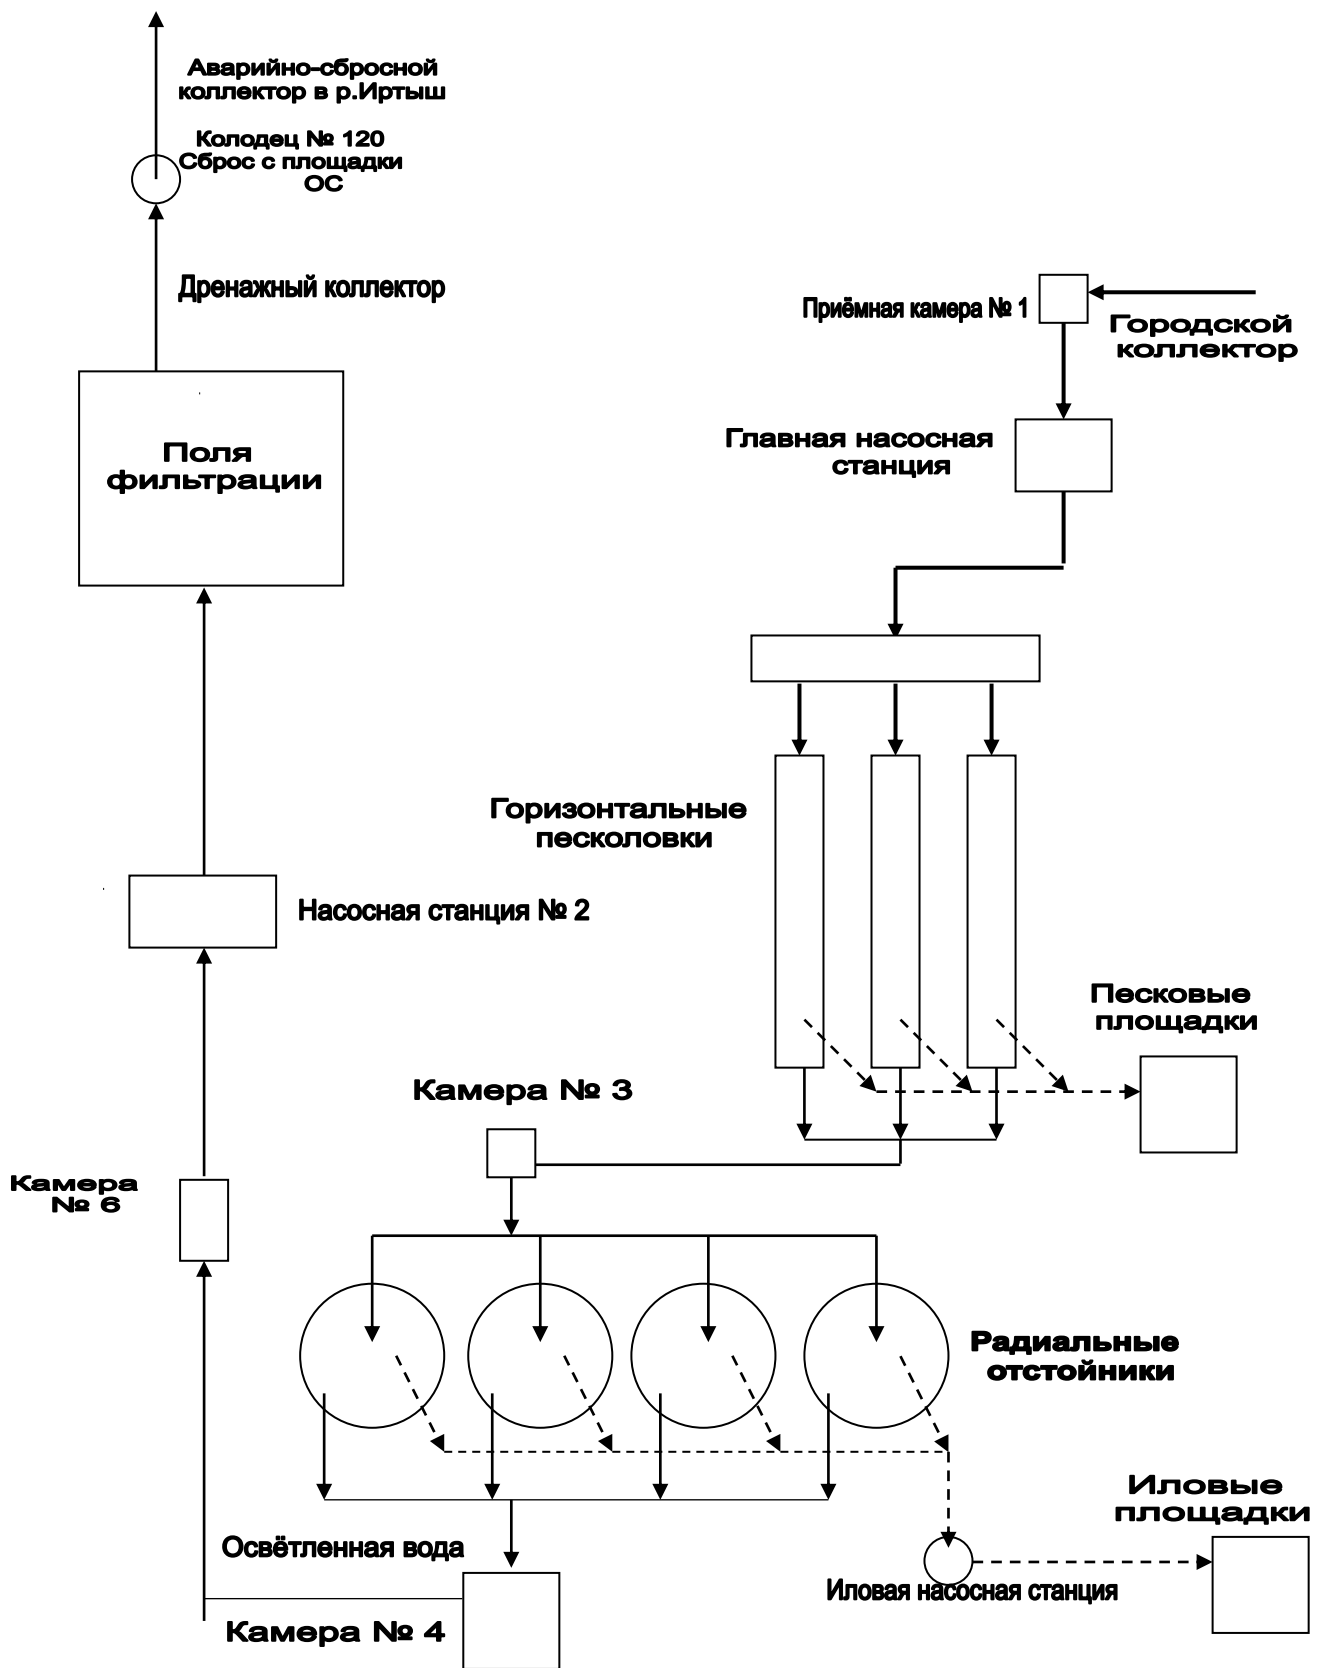 Аварийно-сбросной
коллектор в р.Иртыш
Колодец № 120
Сброс с площадки
ОС
Дренажный коллектор
Приёмная камера № 1
Городской
коллектор
Главная насосная
станция
Поля
фильтрации
Горизонтальные
песколовки
Насосная станция № 2
Песковые
площадки
Камера № 3
Камера
№ 6
Радиальные
отстойники
Иловые
площадки
Освётленная вода
Иловая насосная станция
Камера № 4